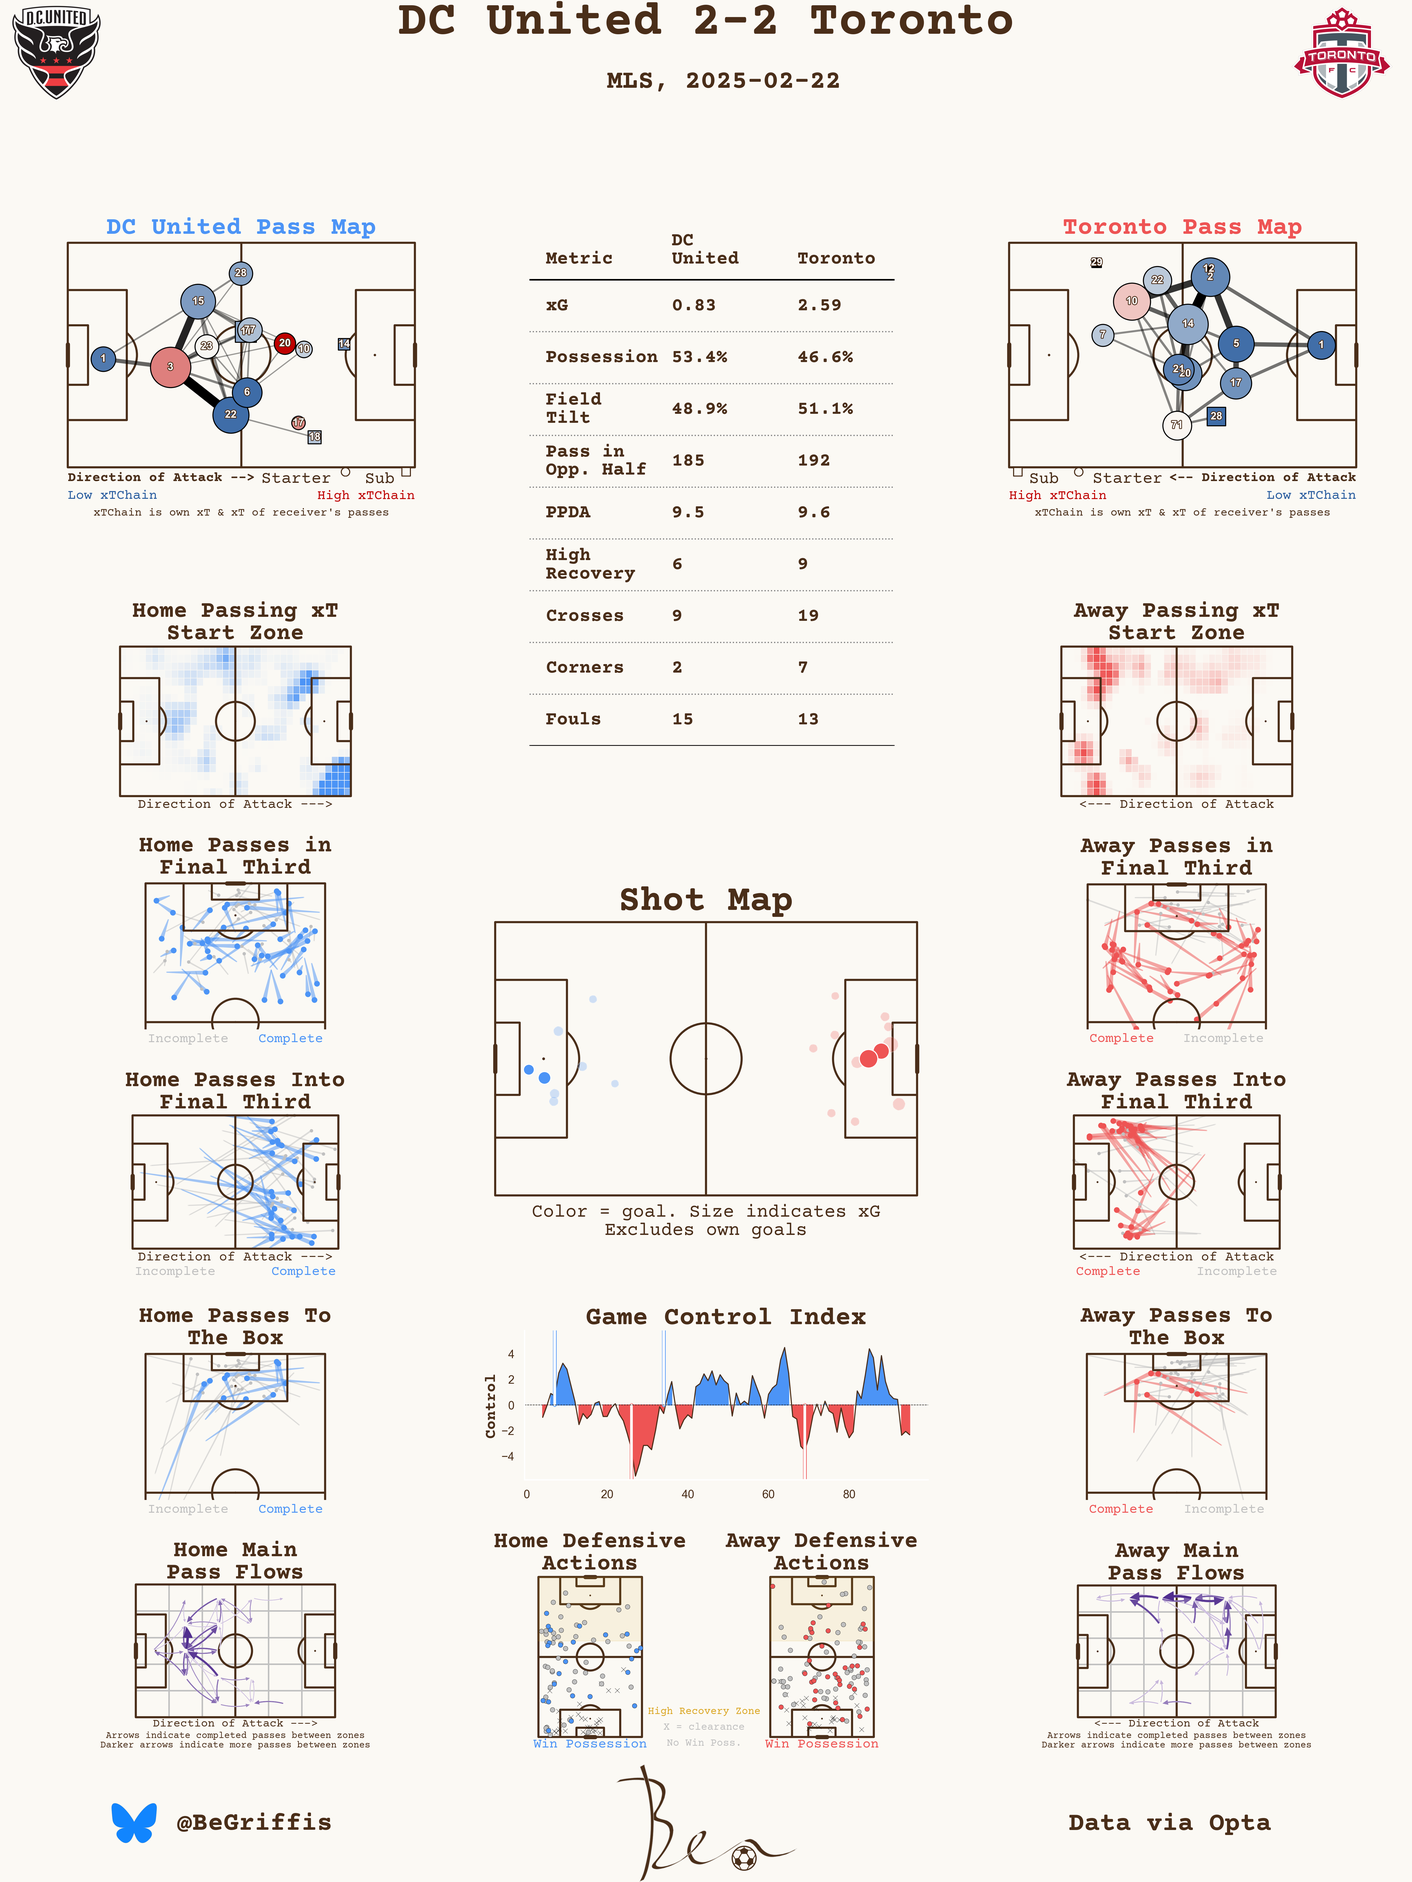 DC United 2-2 Toronto
MLS, 2025-02-22
D.C.UNITED
TORONTO
FC
DC United Pass Map
28
15
17
23
20
10
14
1
3
6
22
17
18
Direction of Attack --> Starter Sub
Low xTChain High xTChain
xTChain is own xT & xT of receiver's passes
Metric DC United Toronto
xG 0.83 2.59
Possession 53.4% 46.6%
Field Tilt 48.9% 51.1%
Pass in Opp. Half 185 192
PPDA 9.5 9.6
High Recovery 6 9
Crosses 9 19
Corners 2 7
Fouls 15 13
Toronto Pass Map
29
22
12
2
10
14
7
5
1
21
20
17
71
28
Sub Starter <-- Direction of Attack
High xTChain Low xTChain
xTChain is own xT & xT of receiver's passes
Home Passing xT
Start Zone
Direction of Attack --->
Away Passing xT
Start Zone
<--- Direction of Attack
Home Passes in
Final Third
Incomplete Complete
Away Passes in
Final Third
Complete Incomplete
Shot Map
Color = goal. Size indicates xG
Excludes own goals
Home Passes Into
Final Third
Direction of Attack --->
Incomplete Complete
Away Passes Into
Final Third
<--- Direction of Attack
Complete Incomplete
Home Passes To
The Box
Incomplete Complete
Game Control Index
Control
4
2
0
−2
−4
0 20 40 60 80
Away Passes To
The Box
Complete Incomplete
Home Main
Pass Flows
Direction of Attack --->
Arrows indicate completed passes between zones
Darker arrows indicate more passes between zones
Home Defensive
Actions
Win Possession
High Recovery Zone
X = clearance
No Win Poss.
Away Defensive
Actions
Win Possession
Away Main
Pass Flows
<--- Direction of Attack
Arrows indicate completed passes between zones
Darker arrows indicate more passes between zones
@BeGriffis
Ben
Data via Opta